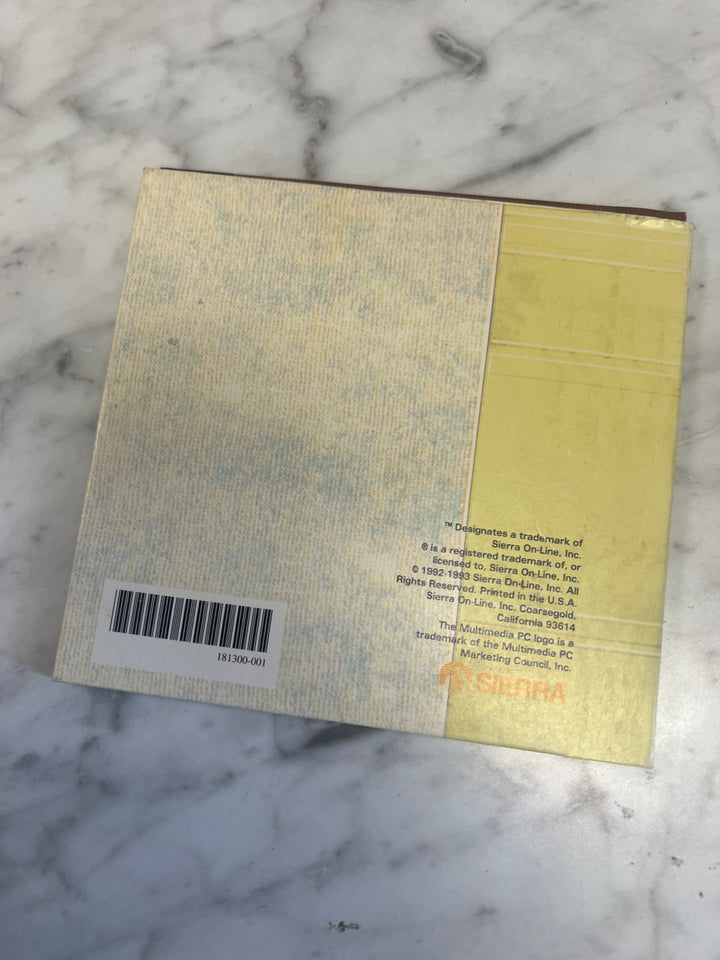 ™ Designates a trademark of
Sierra On-Line, Inc.
® is a registered trademark of, or
licensed to, Sierra On-Line, Inc.
© 1992-1993 Sierra On-Line, Inc. All
Rights Reserved. Printed in the U.S.A.
Sierra On-Line, Inc. Coarsegold,
California 93614
The Multimedia PC logo is a
trademark of the Multimedia PC
Marketing Council, Inc.
SIERRA
181300-001